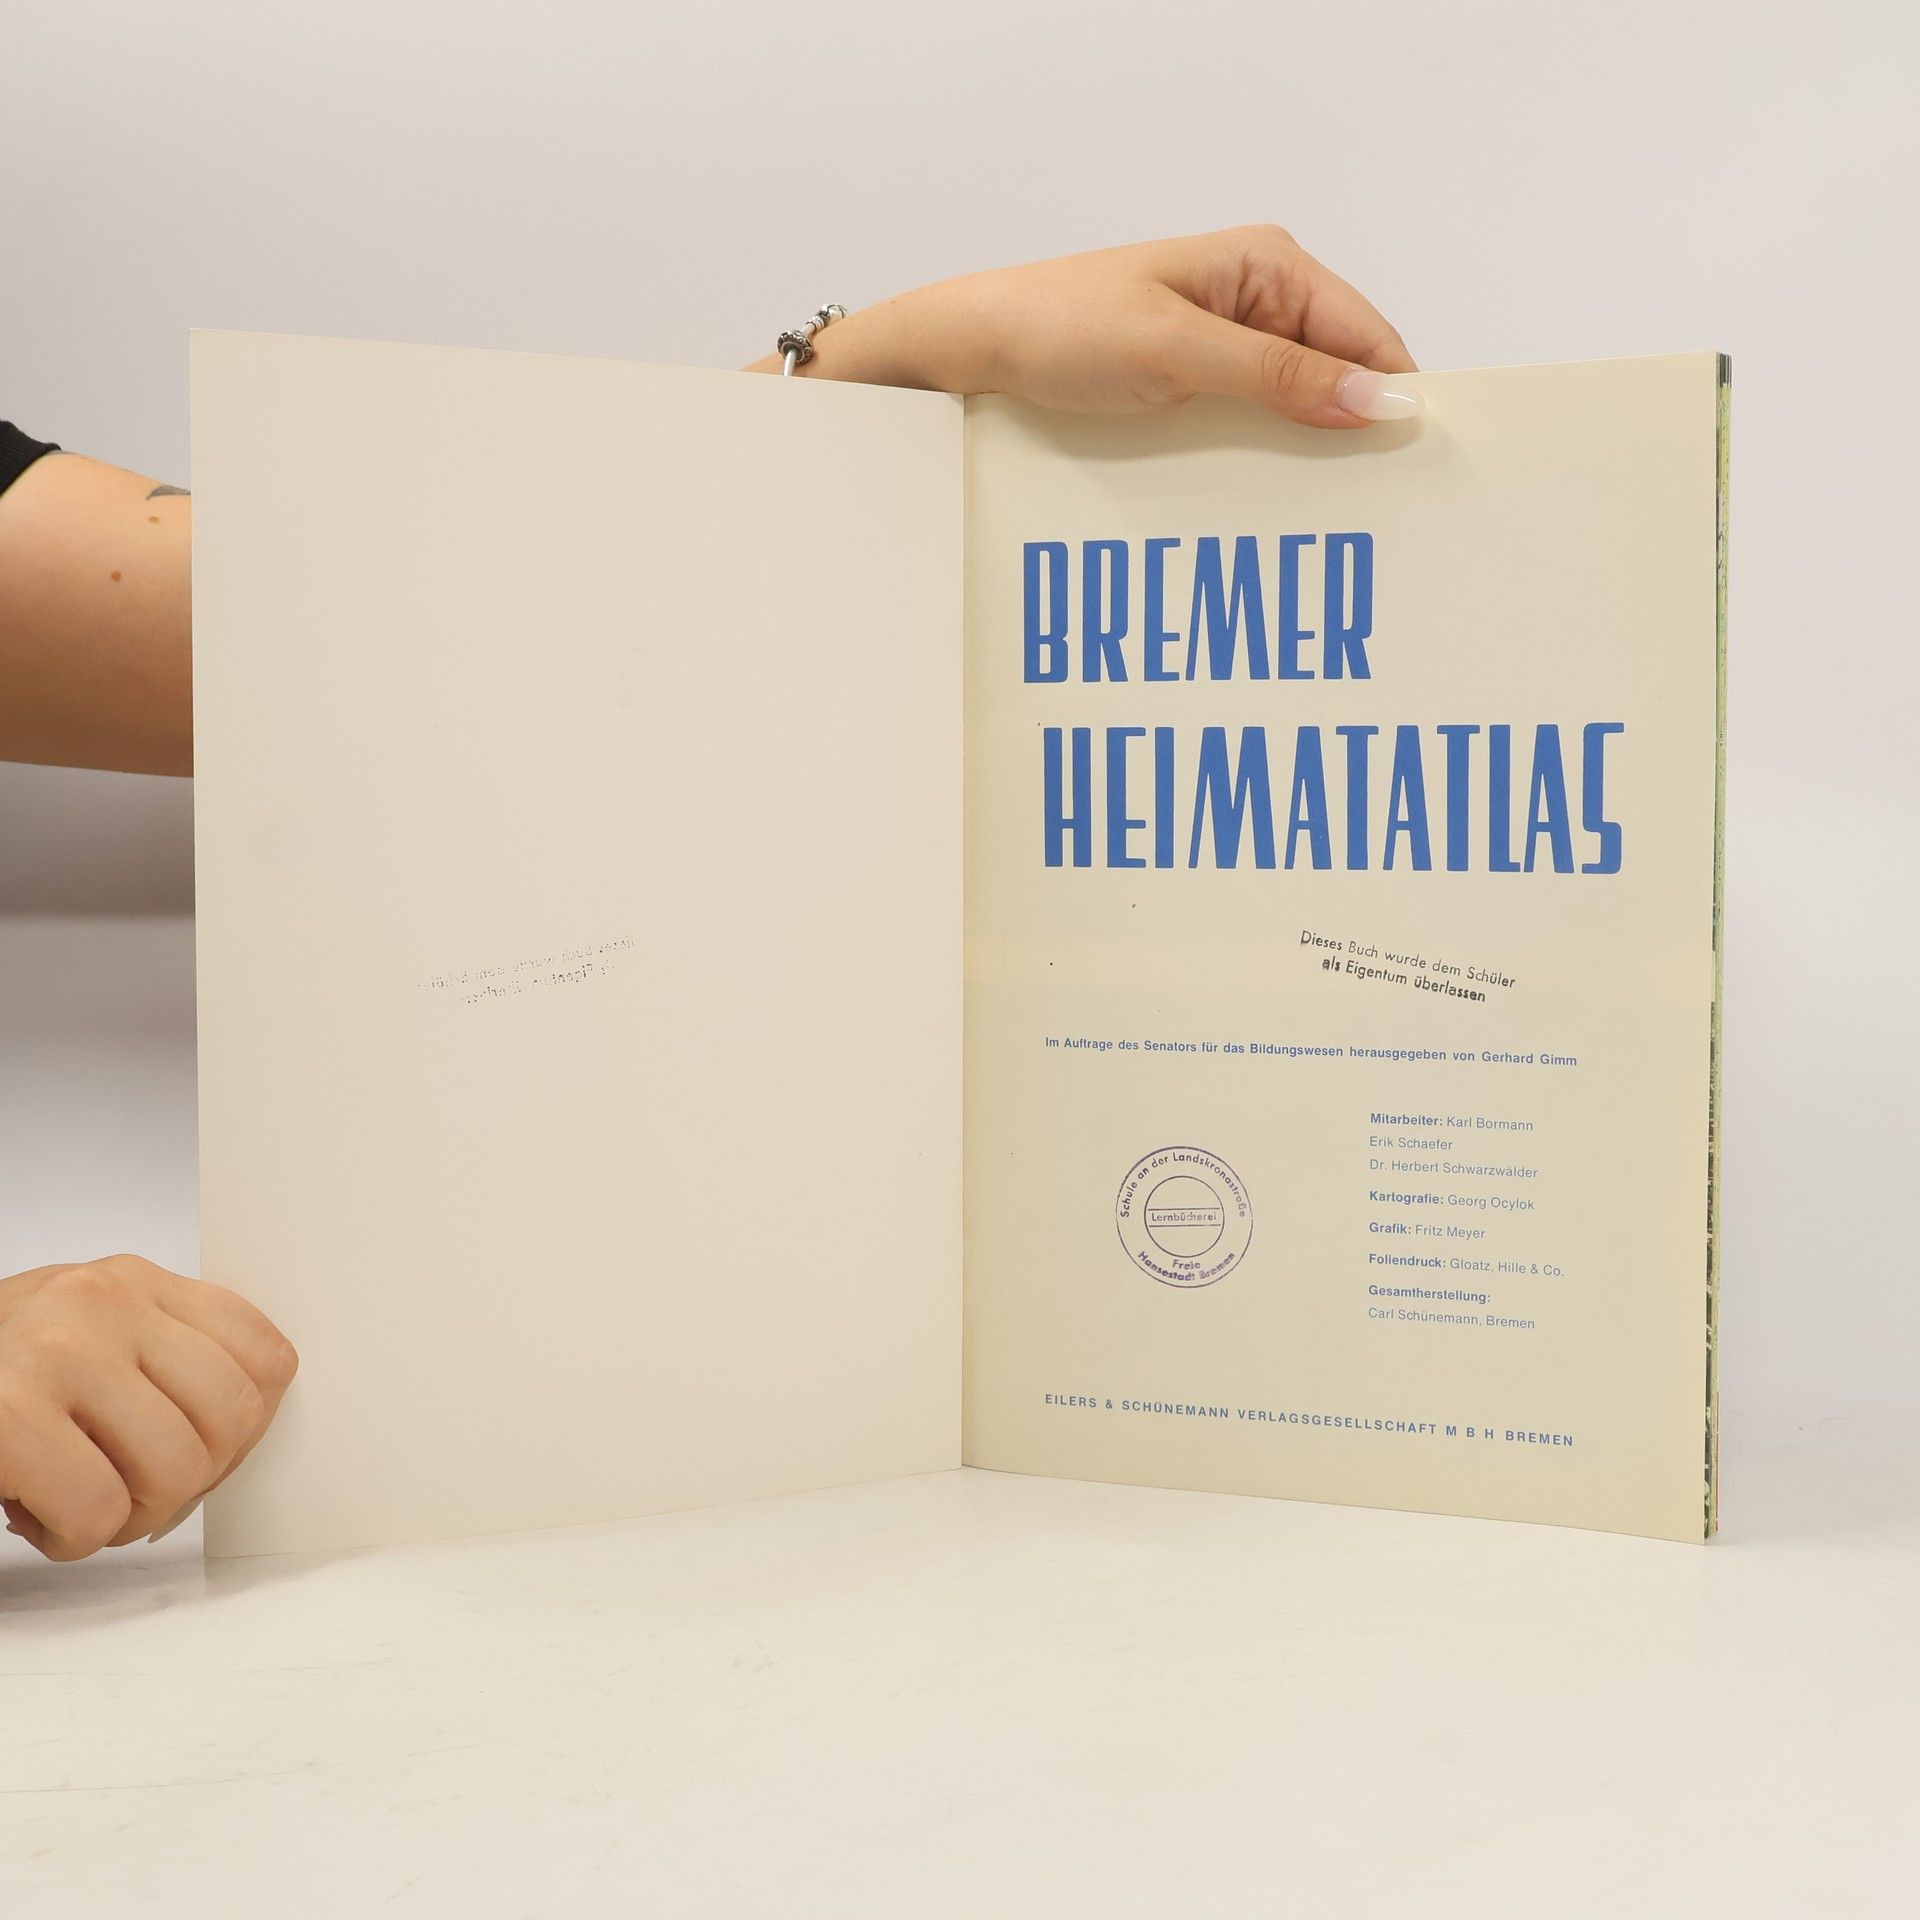 BREMER
HEIMATATLAS
Dieses Buch wurde dem Schüler
als Eigentum überlassen
Im Auftrage des Senators für das Bildungswesen herausgegeben von Gerhard Gimm
Mitarbeiter: Karl Bormann
Erik Schaefer
Dr. Herbert Schwarzwälder
Kartografie: Georg Ocylok
Grafik: Fritz Meyer
Foliendruck: Gloatz, Hille & Co.
Gesamtherstellung:
Carl Schünemann, Bremen
Schule an der Landskronastraße
Lernbücherei
Freie
Hansestadt Bremen
EILERS & SCHÜNEMANN VERLAGSGESELLSCHAFT M B H BREMEN